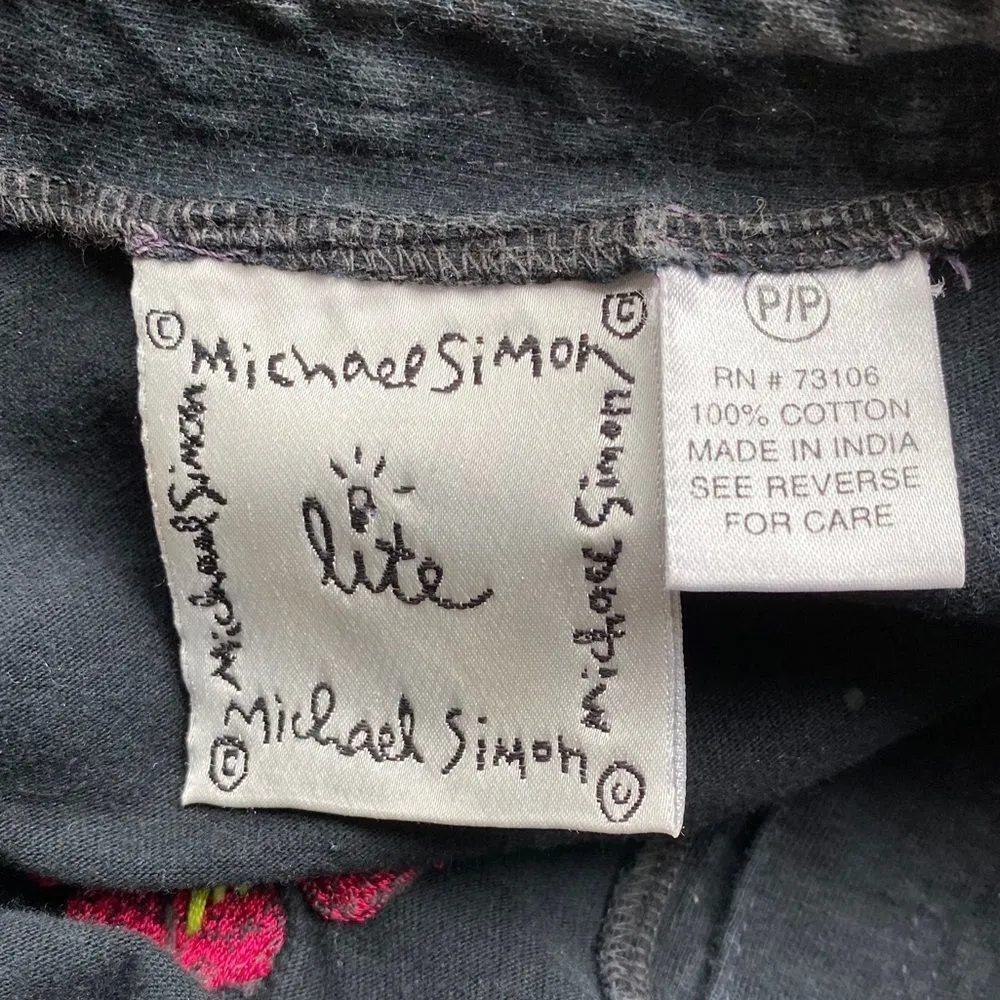 © Michael Simon ©
Michael Simon
lite
Michael Simon
© Michael Simon ©
P/P
RN # 73106
100% COTTON
MADE IN INDIA
SEE REVERSE
FOR CARE